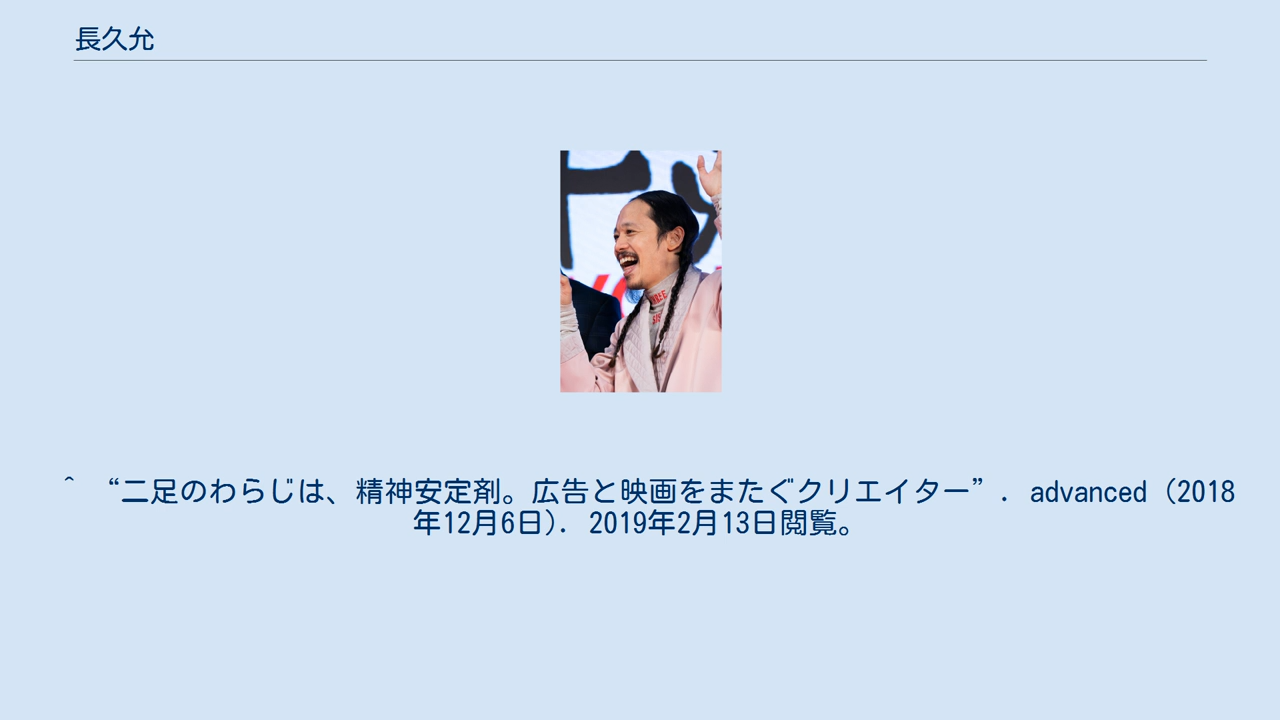 長久允
^ “二足のわらじは、精神安定剤。広告と映画をまたぐクリエイター”. advanced (2018
年12月6日). 2019年2月13日閲覧。